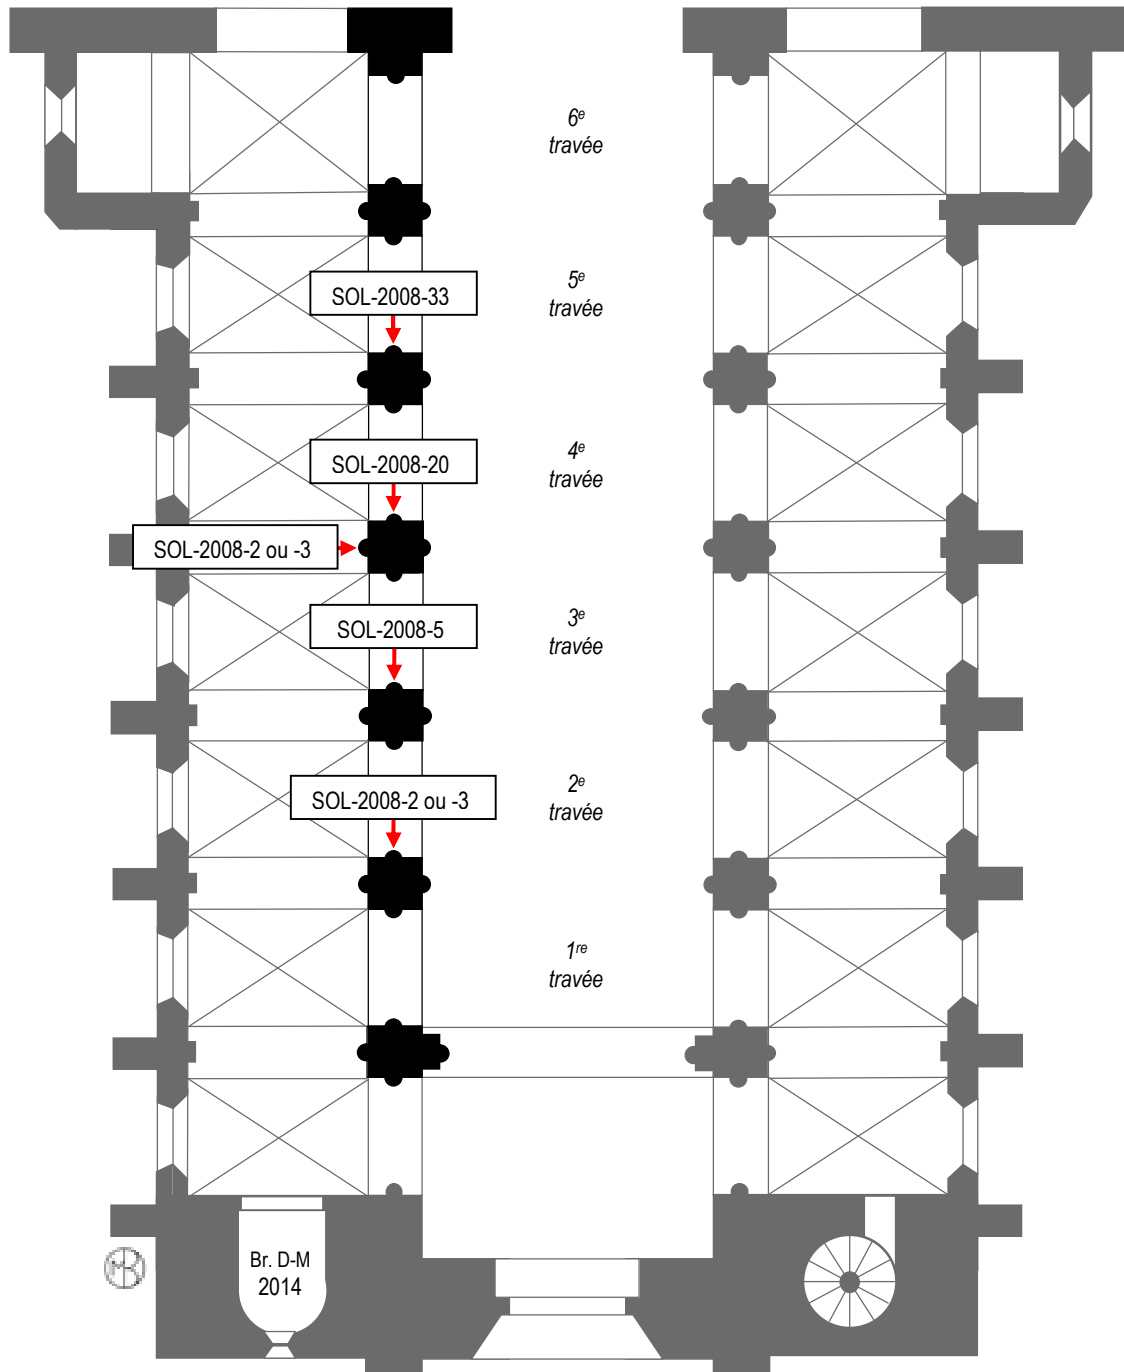 6e
travée
5e
travée
SOL-2008-33
4e
travée
SOL-2008-20
SOL-2008-2 ou -3
3e
travée
SOL-2008-5
2e
travée
SOL-2008-2 ou -3
1re
travée
Br. D-M
2014